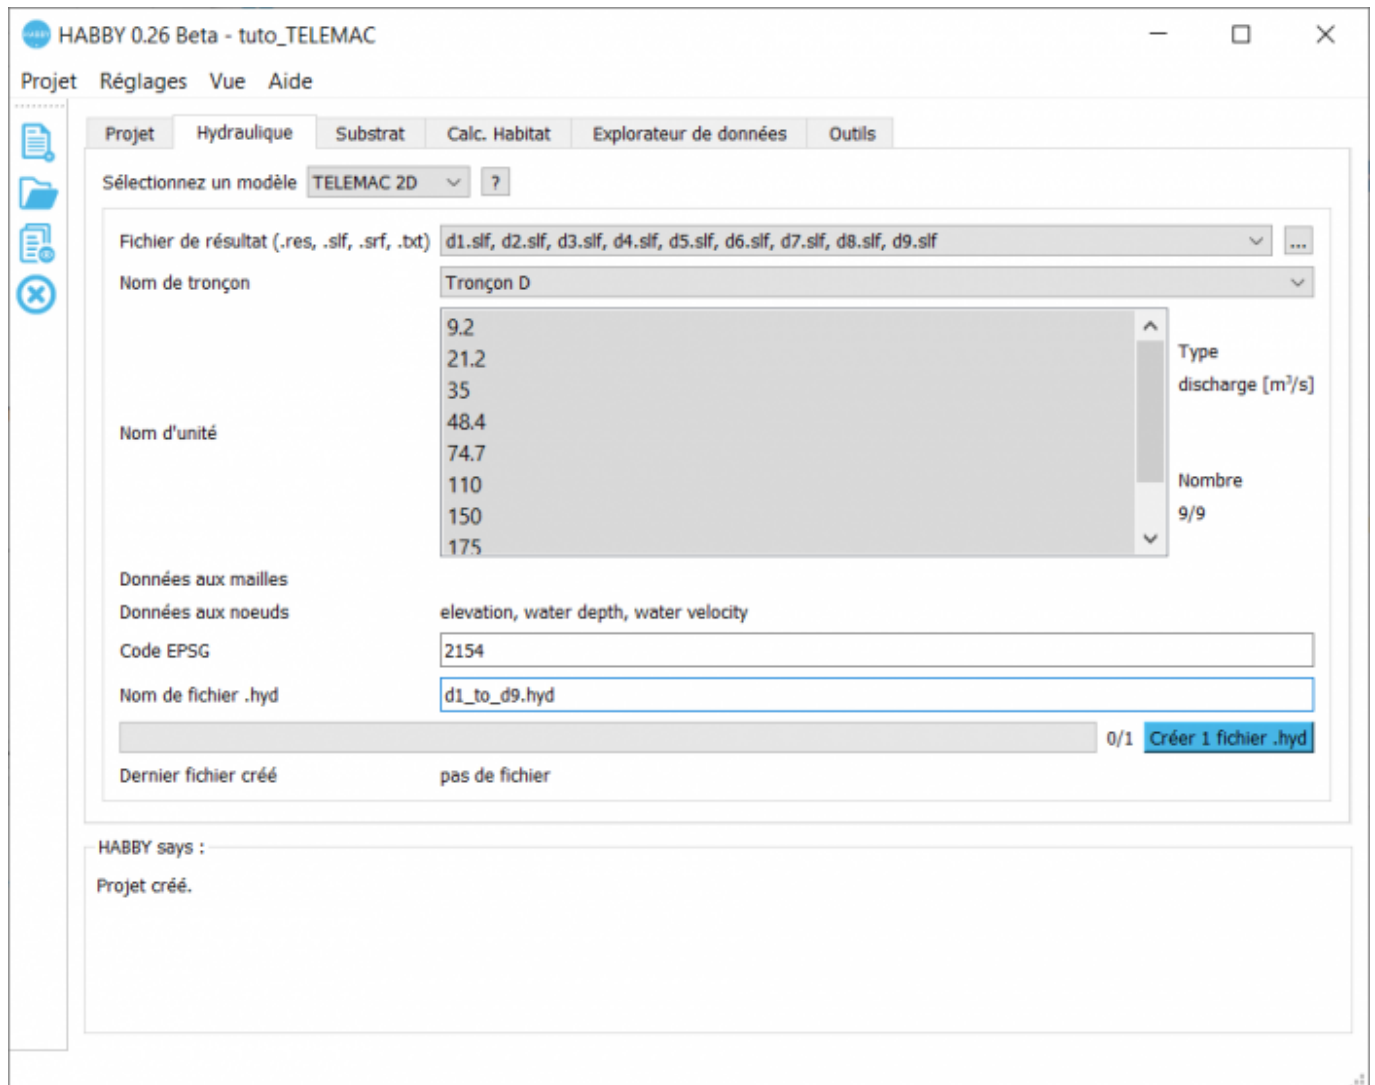 HABBY 0.26 Beta - tuto_TELEMAC
Projet Réglages Vue Aide
Projet Hydraulique Substrat Calc. Habitat Explorateur de données Outils
Sélectionnez un modèle TELEMAC 2D ?
Fichier de résultat (.res, .slf, .srf, .txt) d1.slf, d2.slf, d3.slf, d4.slf, d5.slf, d6.slf, d7.slf, d8.slf, d9.slf ...
Nom de tronçon Tronçon D
Nom d'unité
9.2
21.2
35
48.4
74.7
110
150
175
Type
discharge [m³/s]
Nombre
9/9
Données aux mailles
Données aux noeuds elevation, water depth, water velocity
Code EPSG 2154
Nom de fichier .hyd d1_to_d9.hyd
0/1 Créer 1 fichier .hyd
Dernier fichier créé pas de fichier
HABBY says :
Projet créé.